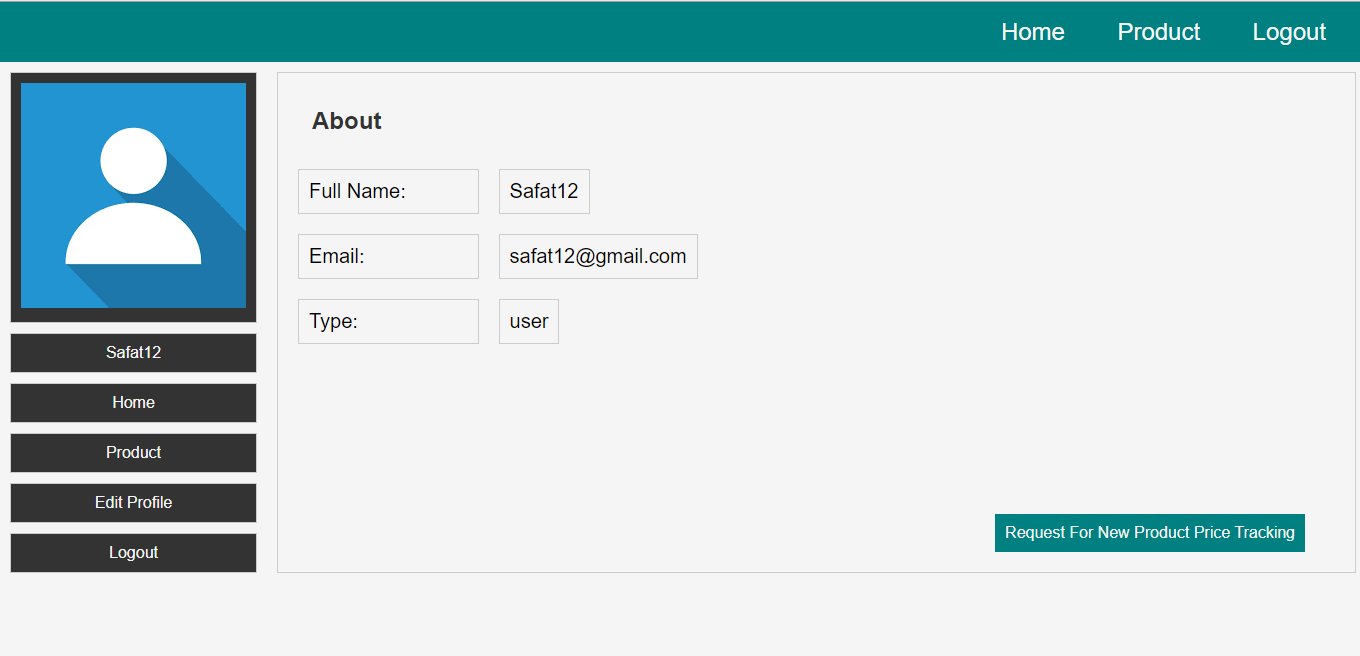 Home Product Logout
Safat12
Home
Product
Edit Profile
Logout
About
Full Name: Safat12
Email: safat12@gmail.com
Type: user
Request For New Product Price Tracking